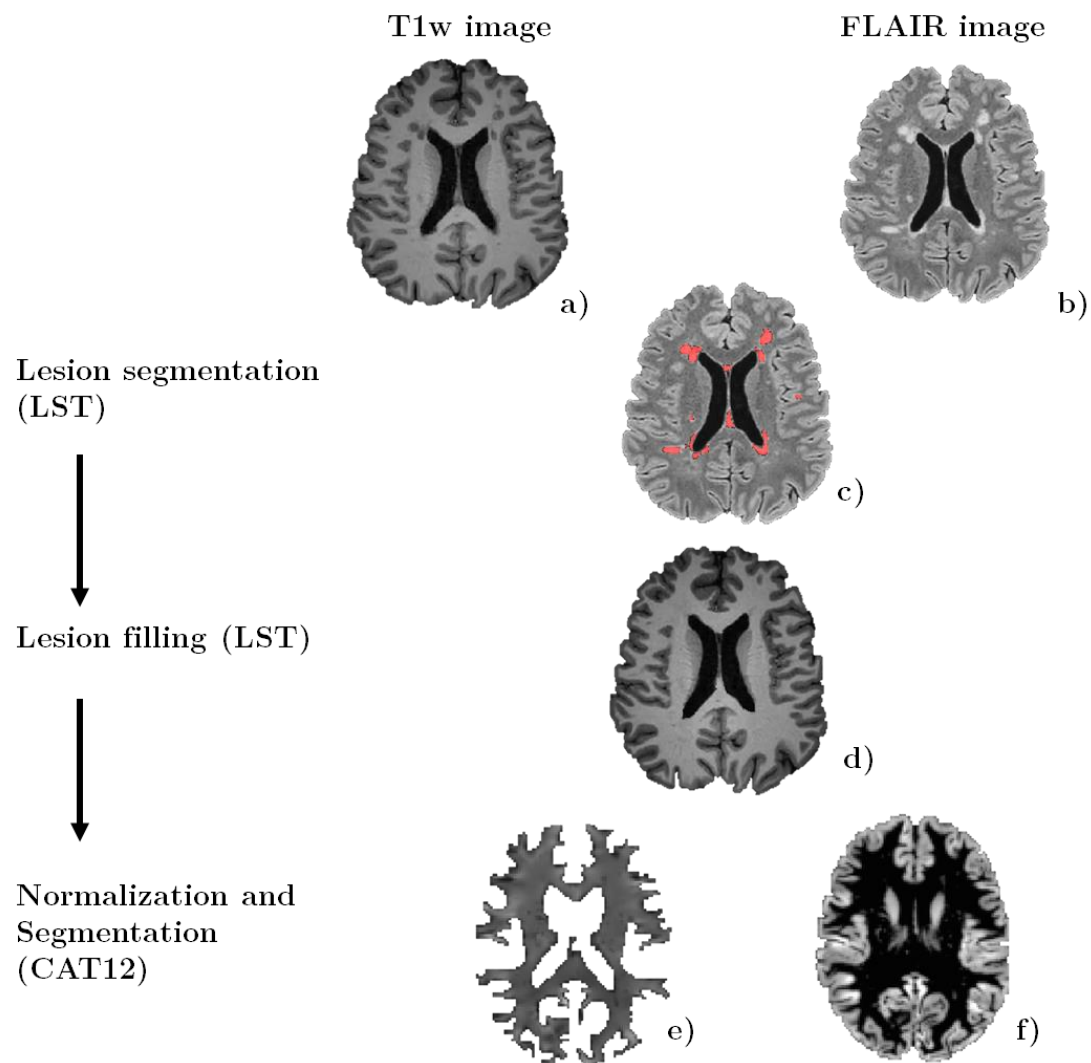 T1w image
FLAIR image
a)
b)
Lesion segmentation
(LST)
c)
Lesion filling (LST)
d)
Normalization and
Segmentation
(CAT12)
e)
f)